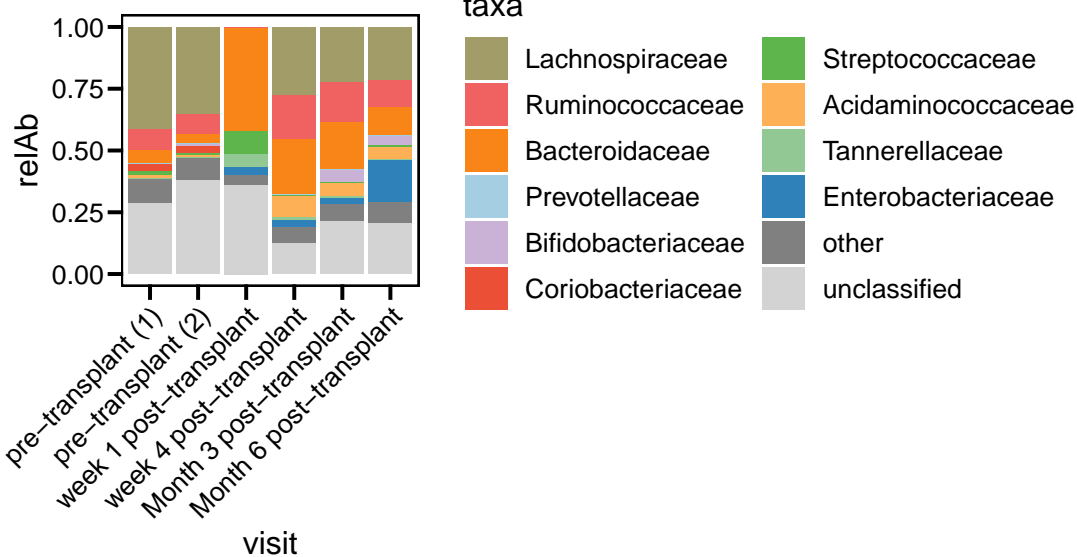 taxa
1.00
0.75
0.50
0.25
0.00
relAb
Lachnospiraceae
Ruminococcaceae
Bacteroidaceae
Prevotellaceae
Bifidobacteriaceae
Coriobacteriaceae
Streptococcaceae
Acidaminococcaceae
Tannerellaceae
Enterobacteriaceae
other
unclassified
pre−transplant (1)
pre−transplant (2)
week 1 post−transplant
week 4 post−transplant
Month 3 post−transplant
Month 6 post−transplant
visit